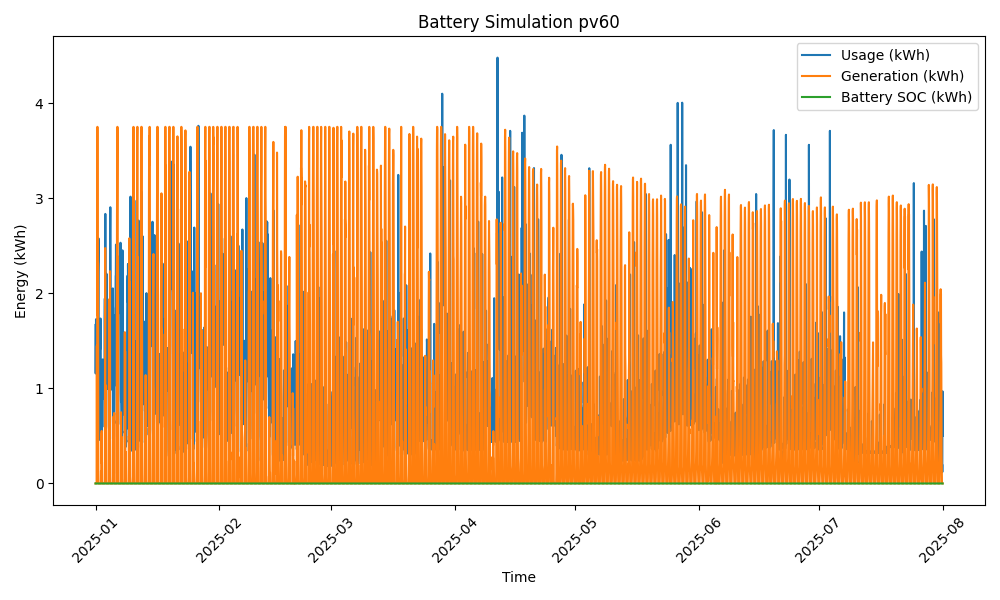 Battery Simulation pv60
Usage (kWh)
Generation (kWh)
Battery SOC (kWh)
Energy (kWh)
4
3
2
1
0
2025-01
2025-02
2025-03
2025-04
2025-05
2025-06
2025-07
2025-08
Time